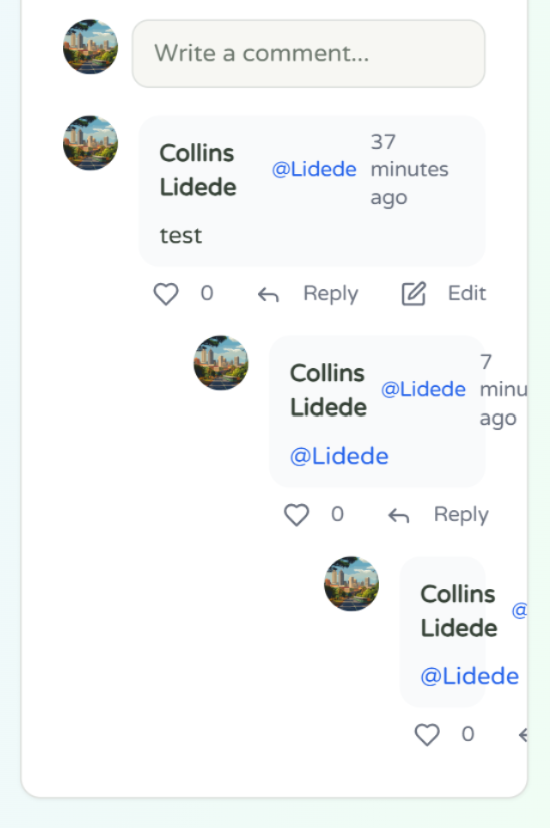 Write a comment...
Collins Lidede @Lidede 37 minutes ago
test
0 Reply Edit
Collins Lidede @Lidede 7 minu ago
@Lidede
0 Reply
Collins Lidede @
@Lidede
0